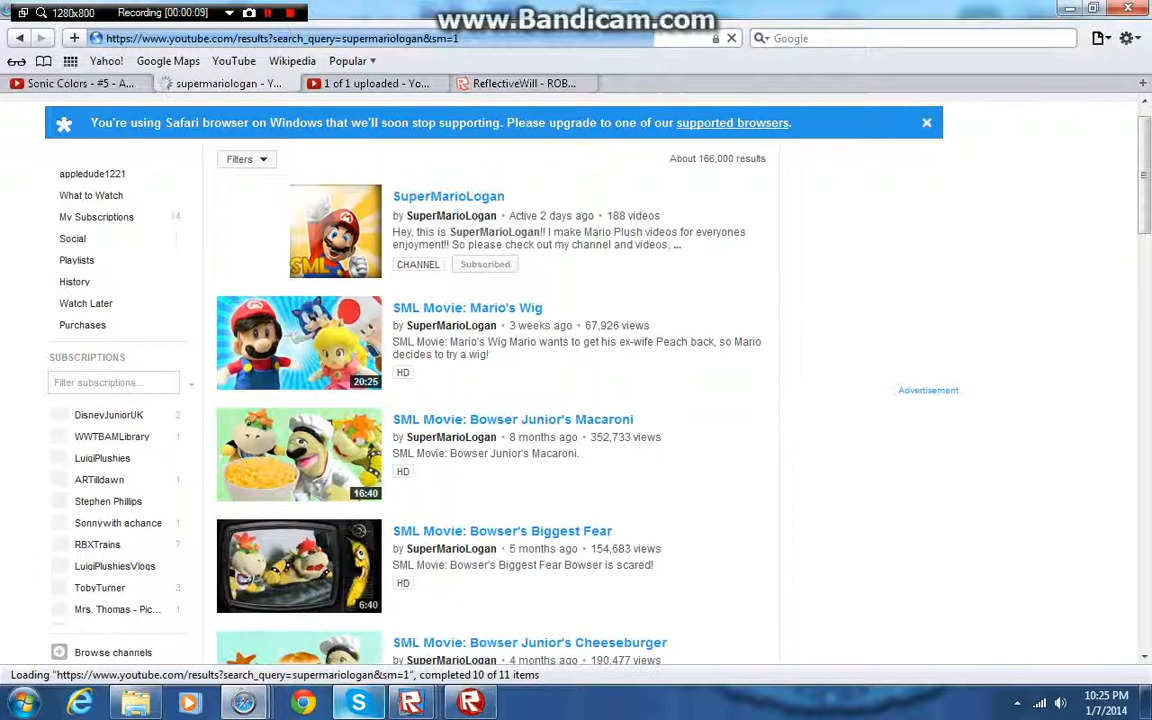 www.Bandicam.com
1280x800 Recording [00:00:09]
https://www.youtube.com/results?search_query=supermariologan&sm=1
Google
Yahoo! Google Maps YouTube Wikipedia Popular
Sonic Colors - #5 - A... supermariologan - Y... 1 of 1 uploaded - Yo... ReflectiveWill - ROB...
You're using Safari browser on Windows that we'll soon stop supporting. Please upgrade to one of our supported browsers.
Filters
About 166,000 results
appledude1221
What to Watch
My Subscriptions 14
Social
Playlists
History
Watch Later
Purchases
SUBSCRIPTIONS
Filter subscriptions...
DisneyJuniorUK 2
WWTBAMLibrary 1
LuigiPlushies
ARTilldawn 1
Stephen Phillips
Sonnywith achance 1
RBXTrains 7
LuigiPlushiesVlogs
TobyTurner 3
Mrs. Thomas - Pic... 1
Browse channels
SML
SuperMarioLogan
by SuperMarioLogan • Active 2 days ago • 188 videos
Hey, this is SuperMarioLogan!! I make Mario Plush videos for everyones
enjoyment!! So please check out my channel and videos, ...
CHANNEL Subscribed
20:25
SML Movie: Mario's Wig
by SuperMarioLogan • 3 weeks ago • 67,926 views
SML Movie: Mario's Wig Mario wants to get his ex-wife Peach back, so Mario
decides to try a wig!
HD
16:40
SML Movie: Bowser Junior's Macaroni
by SuperMarioLogan • 8 months ago • 352,733 views
SML Movie: Bowser Junior's Macaroni.
HD
6:40
SML Movie: Bowser's Biggest Fear
by SuperMarioLogan • 5 months ago • 154,683 views
SML Movie: Bowser's Biggest Fear Bowser is scared!
HD
SML Movie: Bowser Junior's Cheeseburger
by SuperMarioLogan • 4 months ago • 190,477 views
Advertisement
Loading "https://www.youtube.com/results?search_query=supermariologan&sm=1", completed 10 of 11 items
10:25 PM
1/7/2014